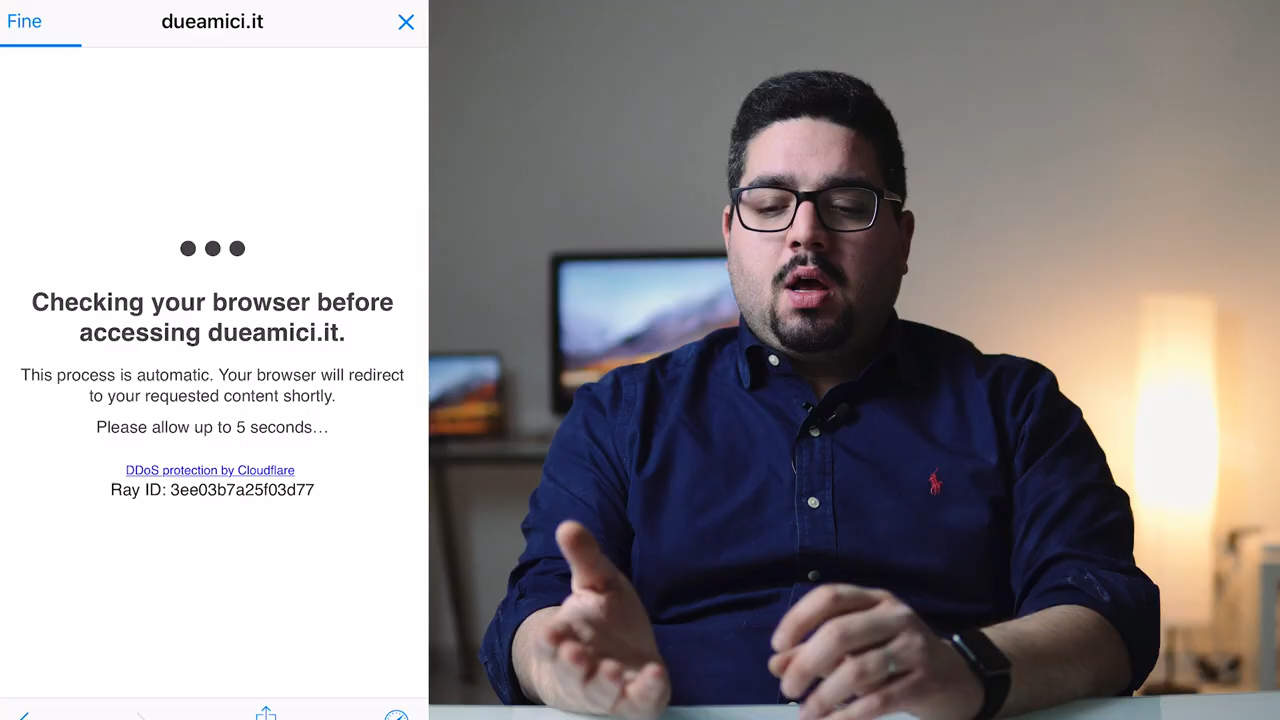 Fine
dueamici.it
Checking your browser before
accessing dueamici.it.
This process is automatic. Your browser will redirect
to your requested content shortly.
Please allow up to 5 seconds…
DDoS protection by Cloudflare
Ray ID: 3ee03b7a25f03d77